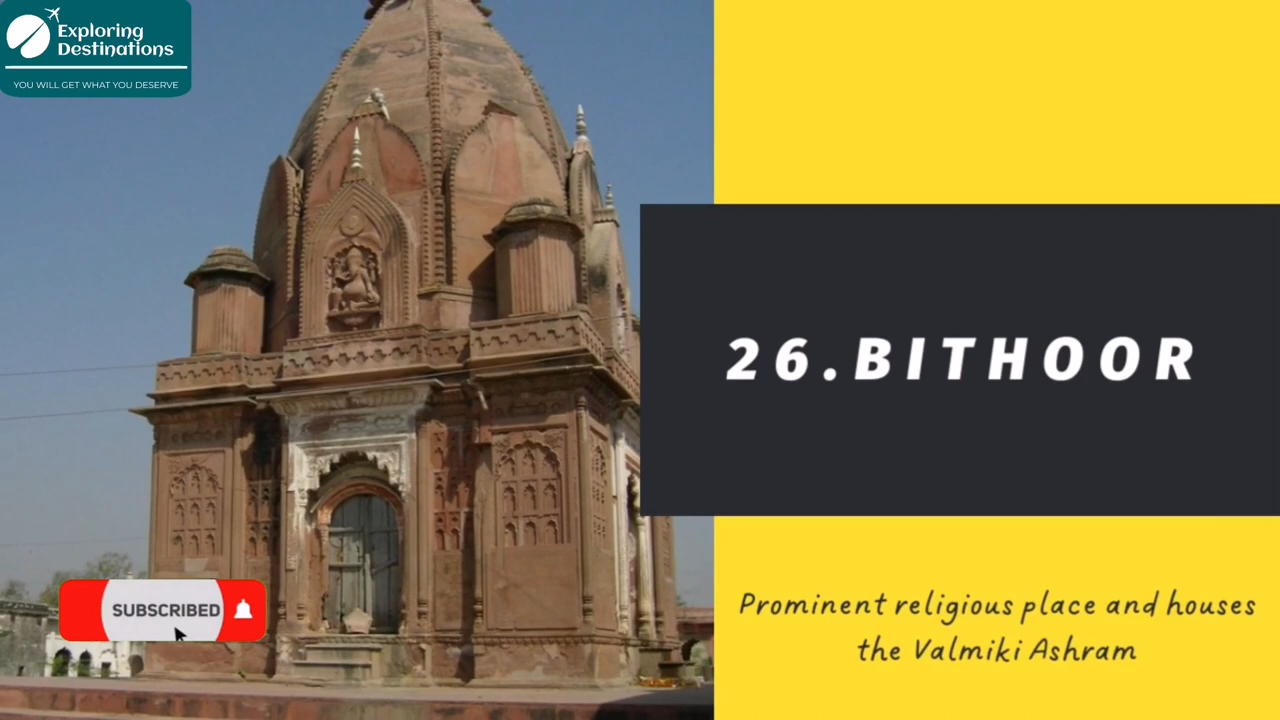 Exploring
Destinations
YOU WILL GET WHAT YOU DESERVE
26.BITHOOR
SUBSCRIBED
Prominent religious place and houses
the Valmiki Ashram